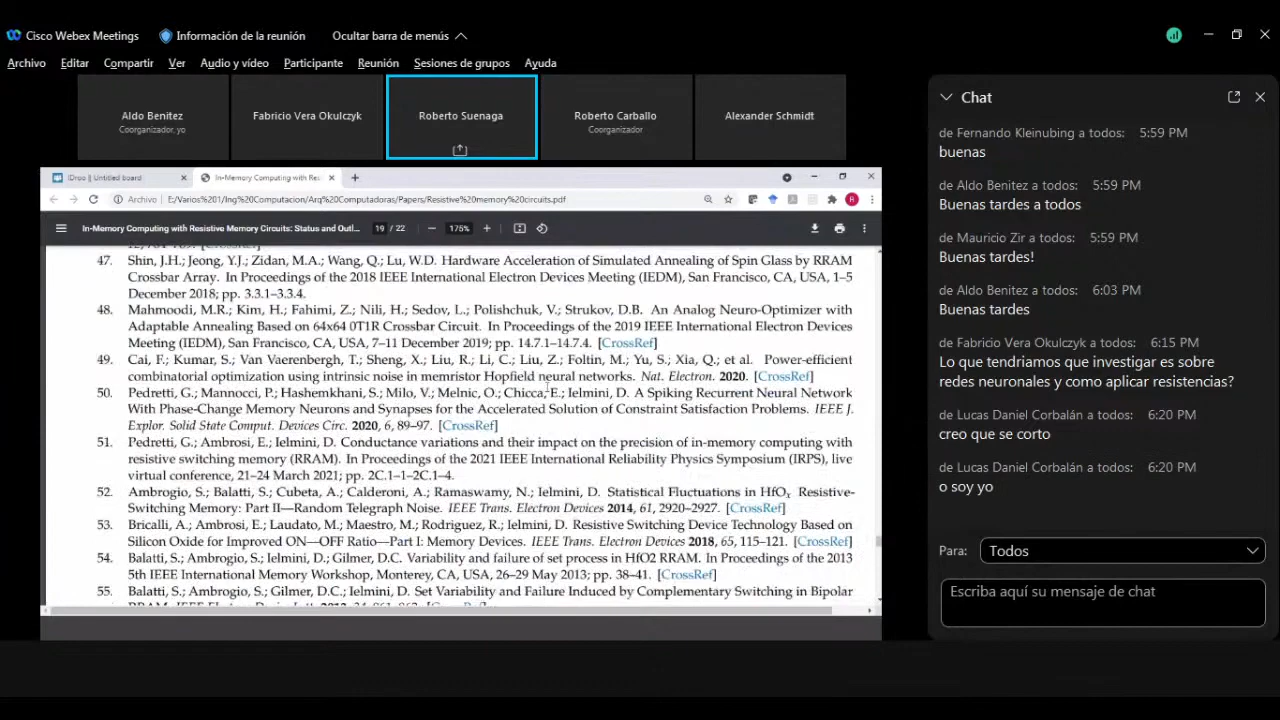 Cisco Webex Meetings
Información de la reunión
Ocultar barra de menús
Archivo Editar Compartir Ver Audio y vídeo Participante Reunión Sesiones de grupos Ayuda
Aldo Benitez
Coorganizador, yo
Fabricio Vera Okulczyk
Roberto Suenaga
Roberto Carballo
Coorganizador
Alexander Schmidt
IDroo || Untitled board
In-Memory Computing with Res
Archivo
E:/Varios%201/Ing%20Computacion/Arq%20Computadoras/Papers/Resistive%20memory%20circuits.pdf
R
In-Memory Computing with Resistive Memory Circuits: Status and Outl...
19 / 22
175%
47. Shin, J.H.; Jeong, Y.J.; Zidan, M.A.; Wang, Q.; Lu, W.D. Hardware Acceleration of Simulated Annealing of Spin Glass by RRAM
Crossbar Array. In Proceedings of the 2018 IEEE International Electron Devices Meeting (IEDM), San Francisco, CA, USA, 1–5
December 2018; pp. 3.3.1–3.3.4.
48. Mahmoodi, M.R.; Kim, H.; Fahimi, Z.; Nili, H.; Sedov, L.; Polishchuk, V.; Strukov, D.B. An Analog Neuro-Optimizer with
Adaptable Annealing Based on 64x64 0T1R Crossbar Circuit. In Proceedings of the 2019 IEEE International Electron Devices
Meeting (IEDM), San Francisco, CA, USA, 7–11 December 2019; pp. 14.7.1–14.7.4. [CrossRef]
49. Cai, F.; Kumar, S.; Van Vaerenbergh, T.; Sheng, X.; Liu, R.; Li, C.; Liu, Z.; Foltin, M.; Yu, S.; Xia, Q.; et al. Power-efficient
combinatorial optimization using intrinsic noise in memristor Hopfield neural networks. Nat. Electron. 2020. [CrossRef]
50. Pedretti, G.; Mannocci, P.; Hashemkhani, S.; Milo, V.; Melnic, O.; Chicca, E.; Ielmini, D. A Spiking Recurrent Neural Network
With Phase-Change Memory Neurons and Synapses for the Accelerated Solution of Constraint Satisfaction Problems. IEEE J.
Explor. Solid State Comput. Devices Circ. 2020, 6, 89–97. [CrossRef]
51. Pedretti, G.; Ambrosi, E.; Ielmini, D. Conductance variations and their impact on the precision of in-memory computing with
resistive switching memory (RRAM). In Proceedings of the 2021 IEEE International Reliability Physics Symposium (IRPS), live
virtual conference, 21–24 March 2021; pp. 2C.1–1–2C.1–4.
52. Ambrogio, S.; Balatti, S.; Cubeta, A.; Calderoni, A.; Ramaswamy, N.; Ielmini, D. Statistical Fluctuations in HfOx Resistive-
Switching Memory: Part II—Random Telegraph Noise. IEEE Trans. Electron Devices 2014, 61, 2920–2927. [CrossRef]
53. Bricalli, A.; Ambrosi, E.; Laudato, M.; Maestro, M.; Rodriguez, R.; Ielmini, D. Resistive Switching Device Technology Based on
Silicon Oxide for Improved ON—OFF Ratio—Part I: Memory Devices. IEEE Trans. Electron Devices 2018, 65, 115–121. [CrossRef]
54. Balatti, S.; Ambrogio, S.; Ielmini, D.; Gilmer, D.C. Variability and failure of set process in HfO2 RRAM. In Proceedings of the 2013
5th IEEE International Memory Workshop, Monterey, CA, USA, 26–29 May 2013; pp. 38–41. [CrossRef]
55. Balatti, S.; Ambrogio, S.; Gilmer, D.C.; Ielmini, D. Set Variability and Failure Induced by Complementary Switching in Bipolar
Chat
de Fernando Kleinubing a todos: 5:59 PM
buenas
de Aldo Benitez a todos: 5:59 PM
Buenas tardes a todos
de Mauricio Zir a todos: 5:59 PM
Buenas tardes!
de Aldo Benitez a todos: 6:03 PM
Buenas tardes
de Fabricio Vera Okulczyk a todos: 6:15 PM
Lo que tendriamos que investigar es sobre
redes neuronales y como aplicar resistencias?
de Lucas Daniel Corbalán a todos: 6:20 PM
creo que se corto
de Lucas Daniel Corbalán a todos: 6:20 PM
o soy yo
Para: Todos
Escriba aquí su mensaje de chat